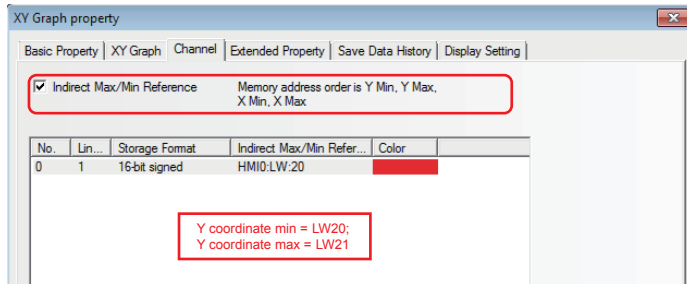 XY Graph property
Basic Property XY Graph Channel Extended Property Save Data History Display Setting
Indirect Max/Min Reference Memory address order is Y Min, Y Max,
X Min, X Max
No. Lin... Storage Format Indirect Max/Min Refer... Color
0 1 16-bit signed HMI0:LW:20
Y coordinate min = LW20;
Y coordinate max = LW21